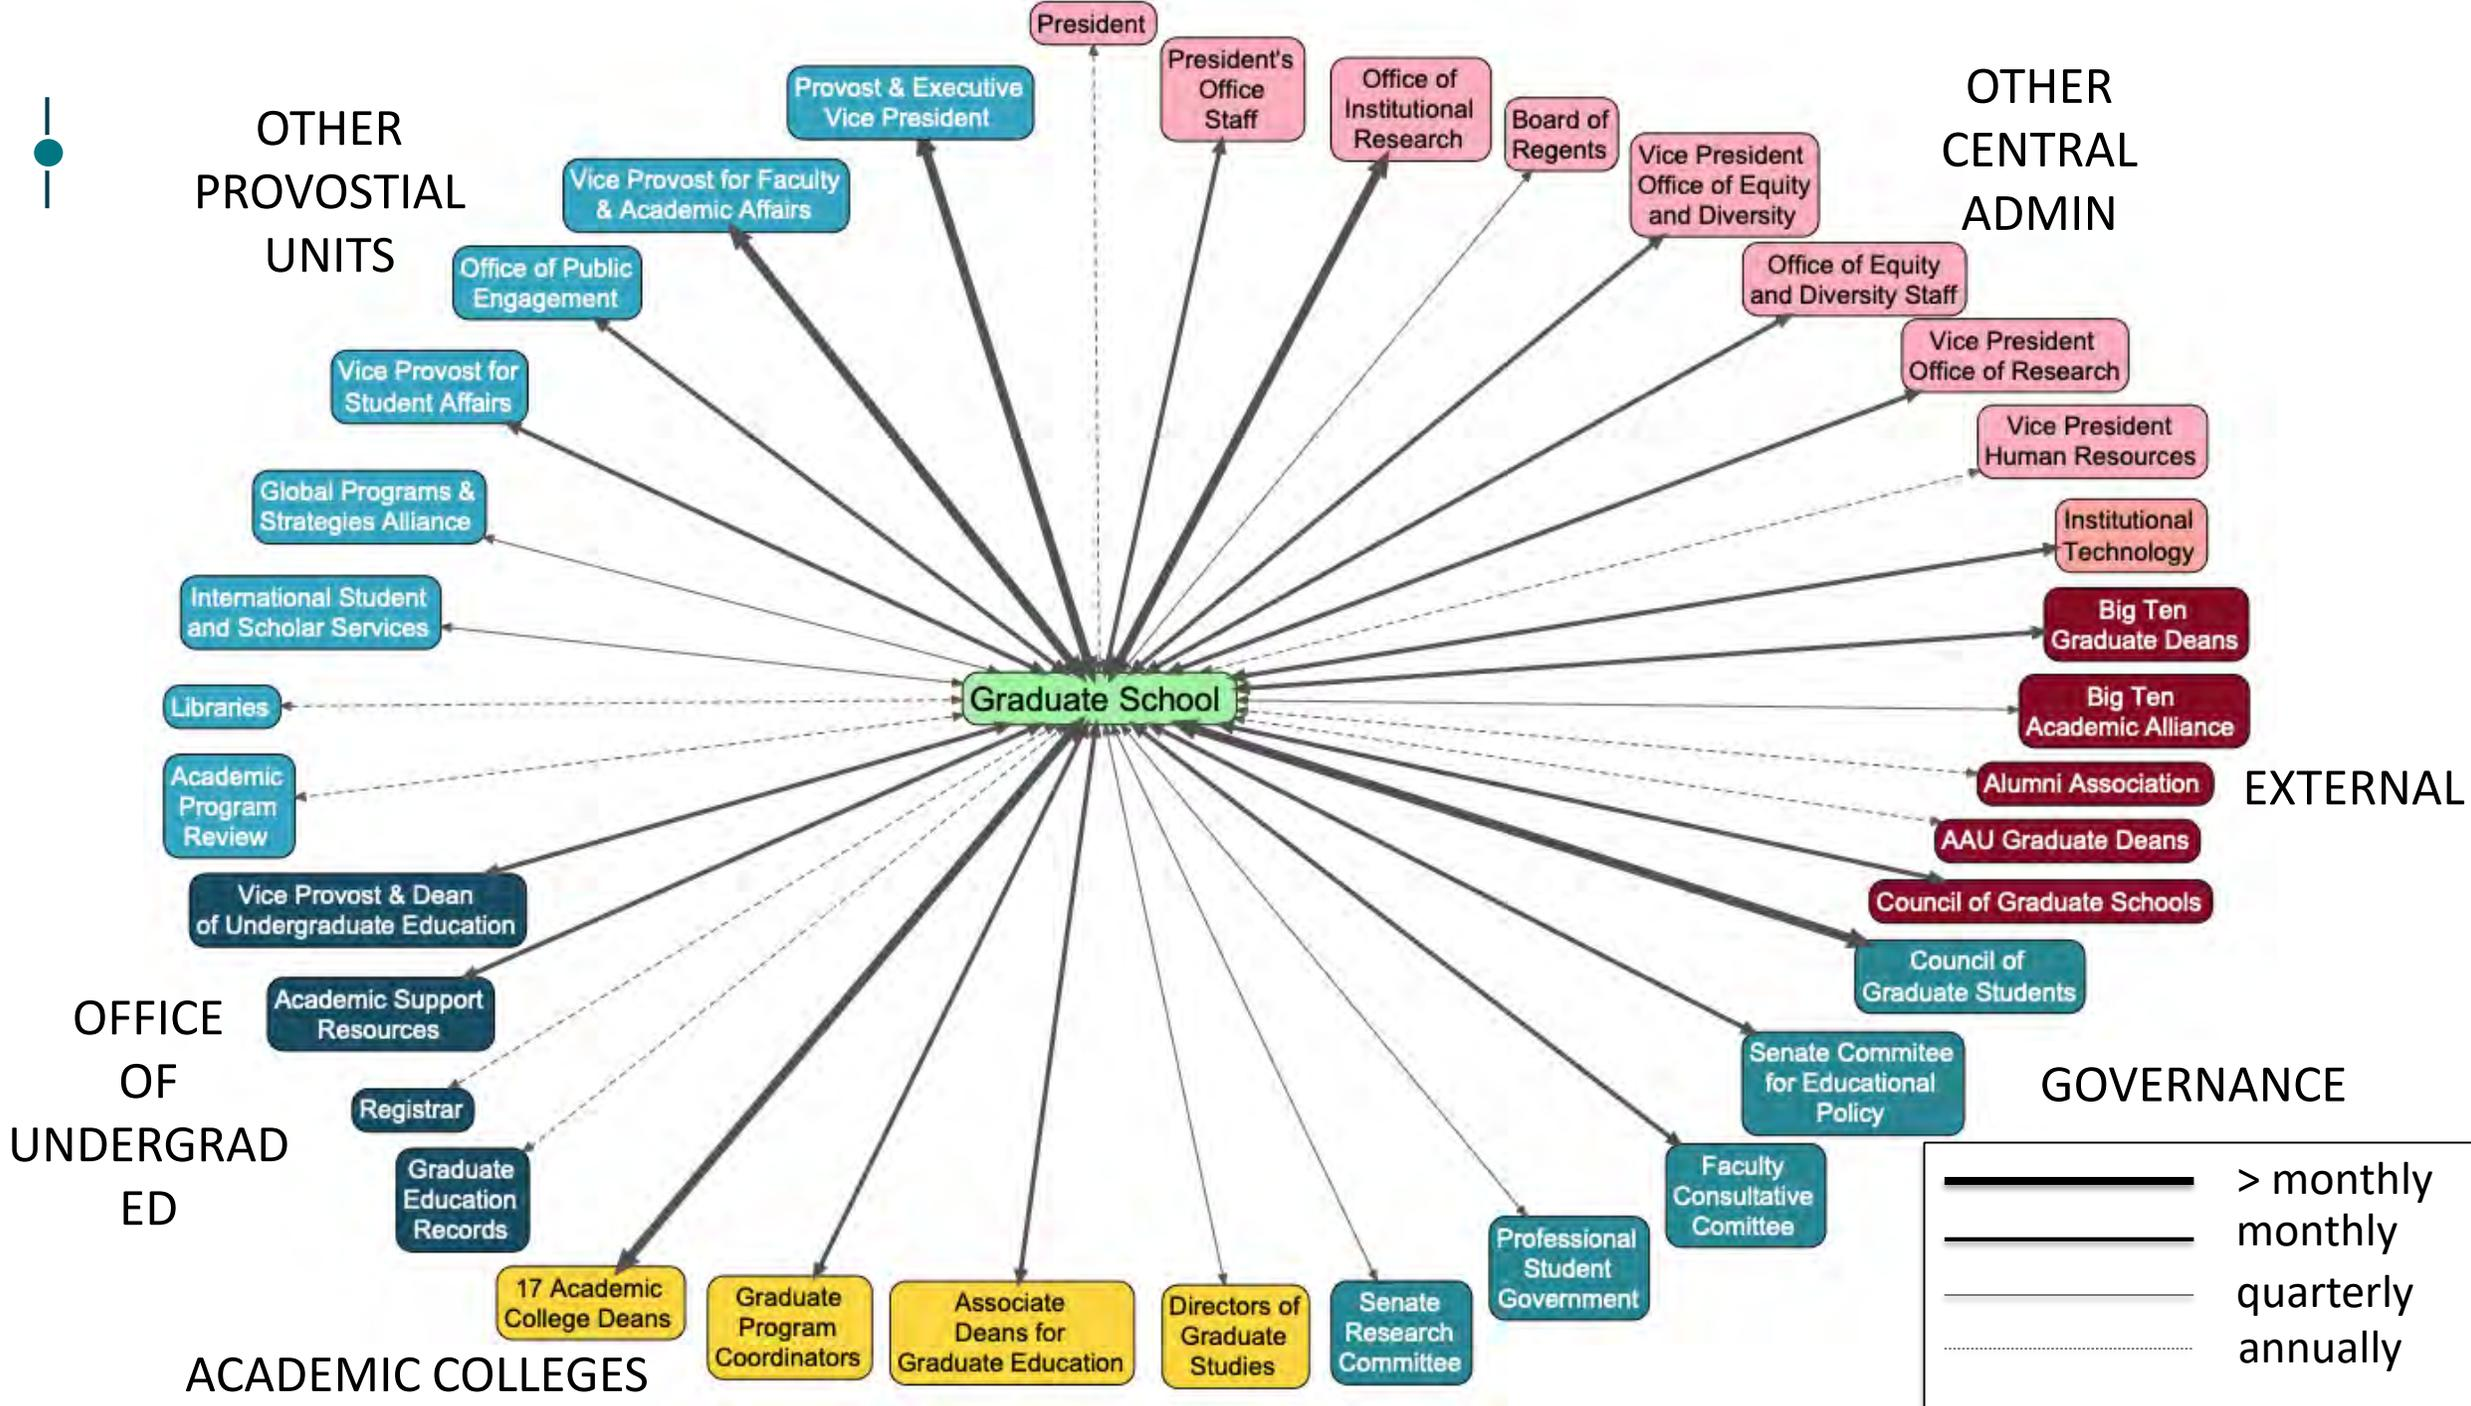 President
President's
Office
Staff
Office of
Institutional
Research
Board of
Regents
Vice President
Office of Equity
and Diversity
Office of Equity
and Diversity Staff
Vice President
Office of Research
Vice President
Human Resources
Institutional
Technology
OTHER
CENTRAL
ADMIN
Provost & Executive
Vice President
Vice Provost for Faculty
& Academic Affairs
Office of Public
Engagement
Vice Provost for
Student Affairs
Global Programs &
Strategies Alliance
International Student
and Scholar Services
Libraries
Academic
Program
Review
OTHER
PROVOSTIAL
UNITS
Graduate School
Big Ten
Graduate Deans
Big Ten
Academic Alliance
Alumni Association
AAU Graduate Deans
Council of Graduate Schools
EXTERNAL
Vice Provost & Dean
of Undergraduate Education
Academic Support
Resources
Registrar
Graduate
Education
Records
OFFICE
OF
UNDERGRAD
ED
17 Academic
College Deans
Graduate
Program
Coordinators
Associate
Deans for
Graduate Education
Directors of
Graduate
Studies
ACADEMIC COLLEGES
Senate
Research
Committee
Professional
Student
Government
Faculty
Consultative
Comittee
Senate Commitee
for Educational
Policy
Council of
Graduate Students
GOVERNANCE
> monthly
monthly
quarterly
annually